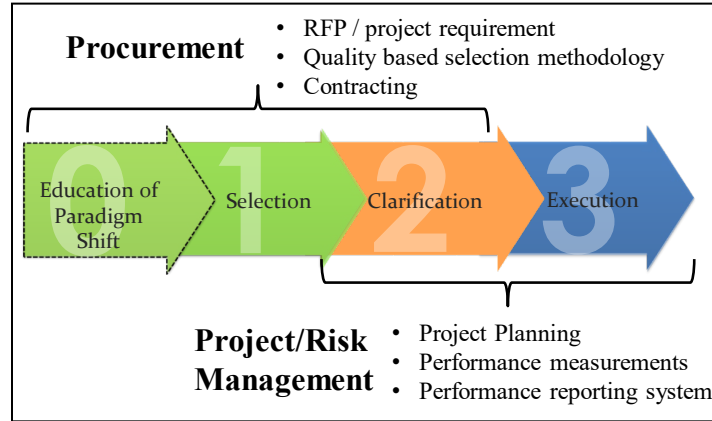 Procurement
• RFP / project requirement
• Quality based selection methodology
• Contracting
0
Education of
Paradigm
Shift
1
Selection
2
Clarification
3
Execution
Project/Risk
Management
• Project Planning
• Performance measurements
• Performance reporting system